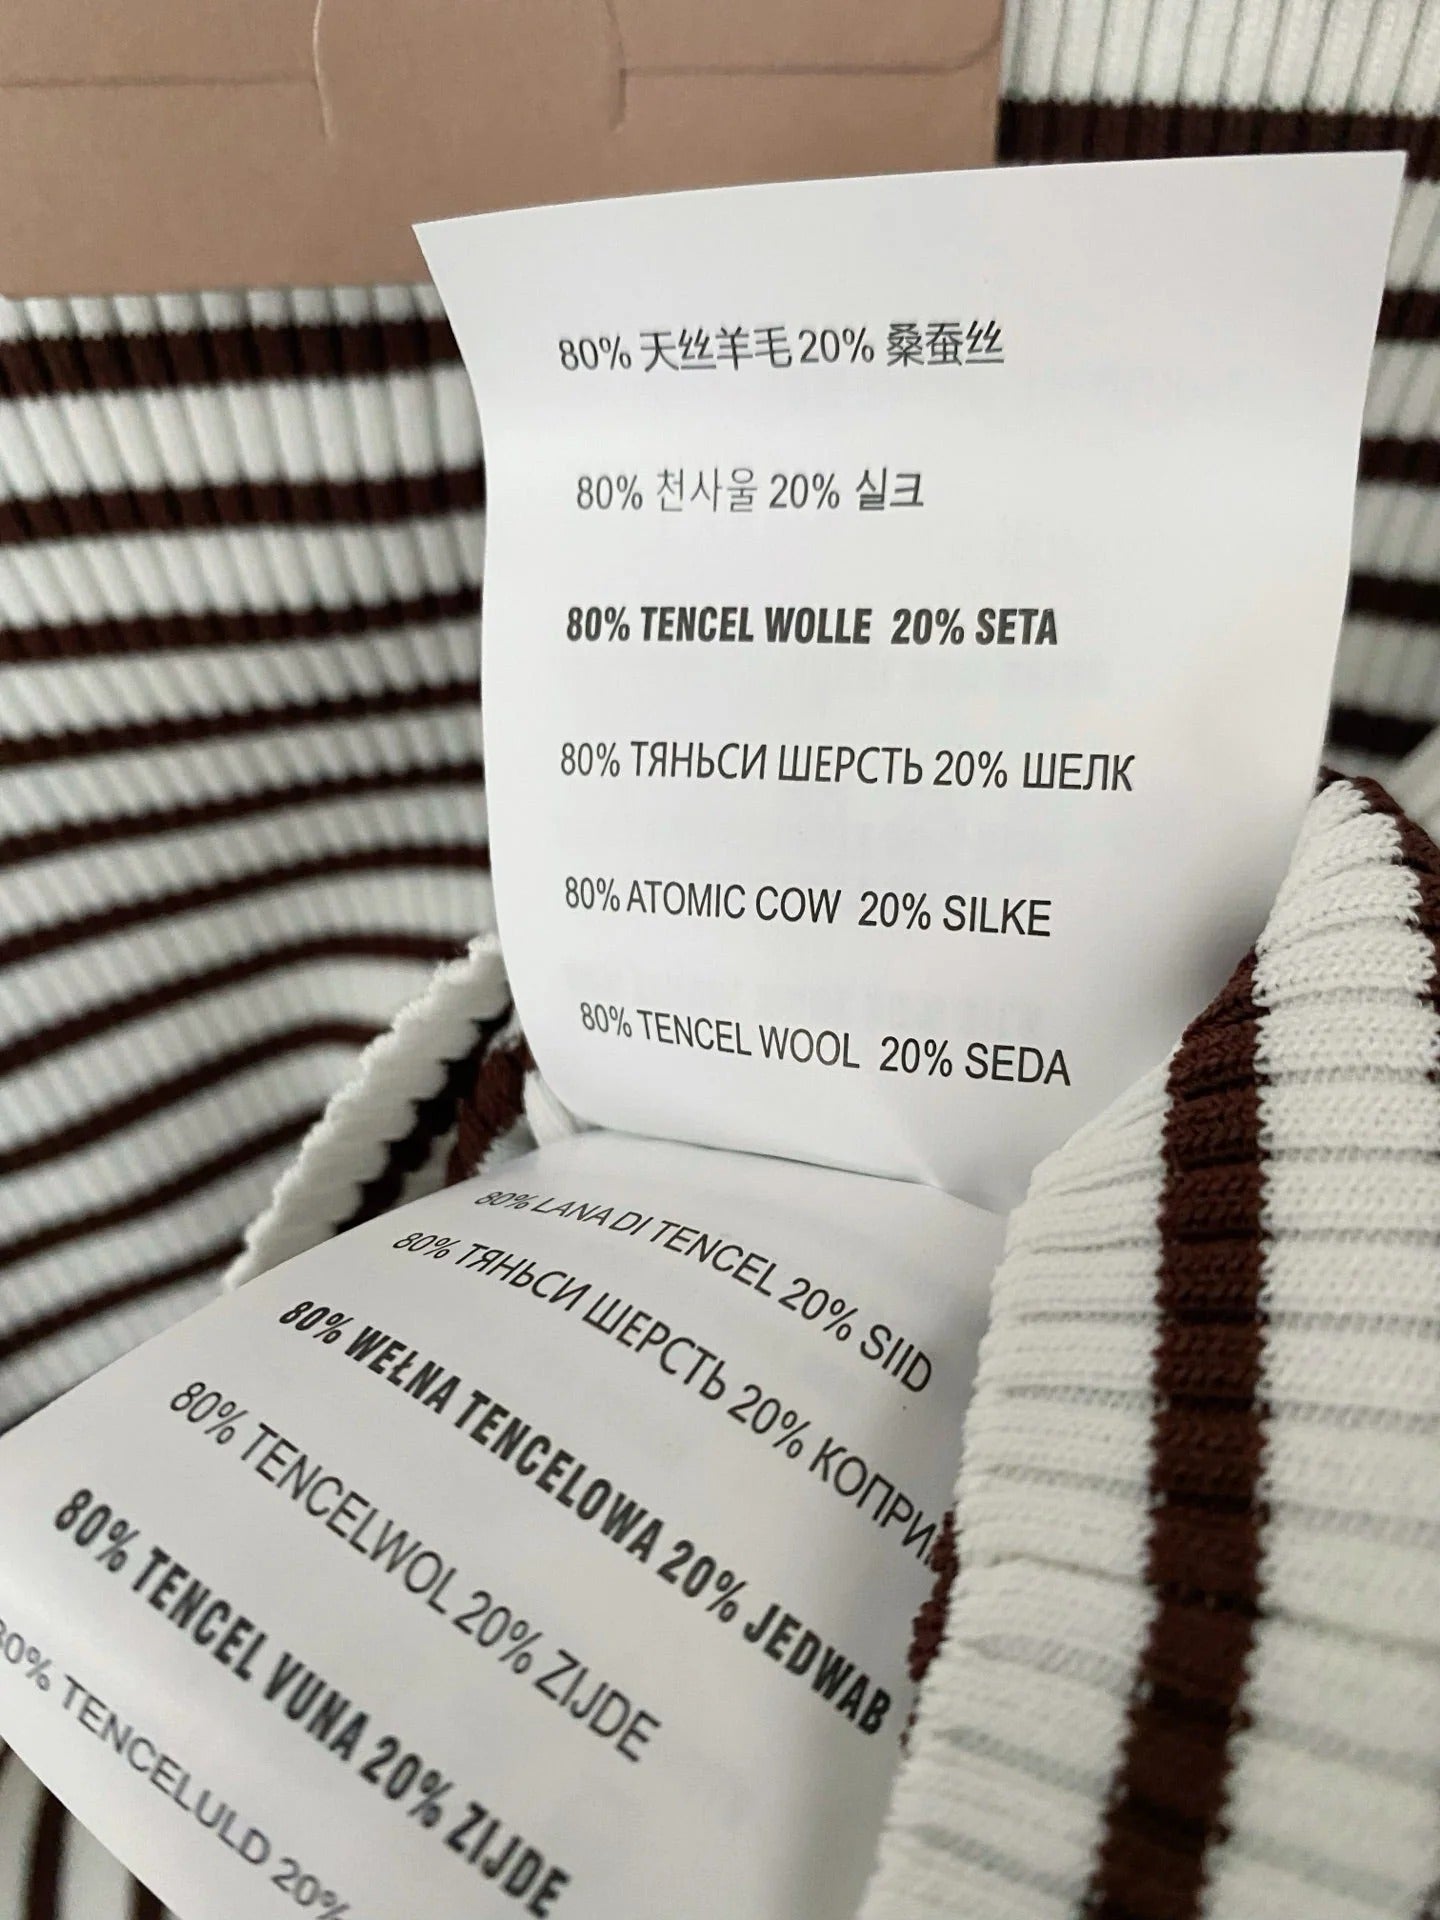 80% 天丝羊毛 20% 桑蚕丝
80% 천사울 20% 실크
80% TENCEL WOLLE 20% SETA
80% ТЯНЬСИ ШЕРСТЬ 20% ШЕЛК
80% ATOMIC COW 20% SILKE
80% TENCEL WOOL 20% SEDA
80% LANA DI TENCEL 20% SIID
80% ТЯНЬСИ ШЕРСТЬ 20% КОПРИ
80% WEŁNA TENCELOWA 20% JEDWAB
80% TENCELWOL 20% ZIJDE
80% TENCEL VUNA 20% ZIJDE
80% TENCELULD 20%